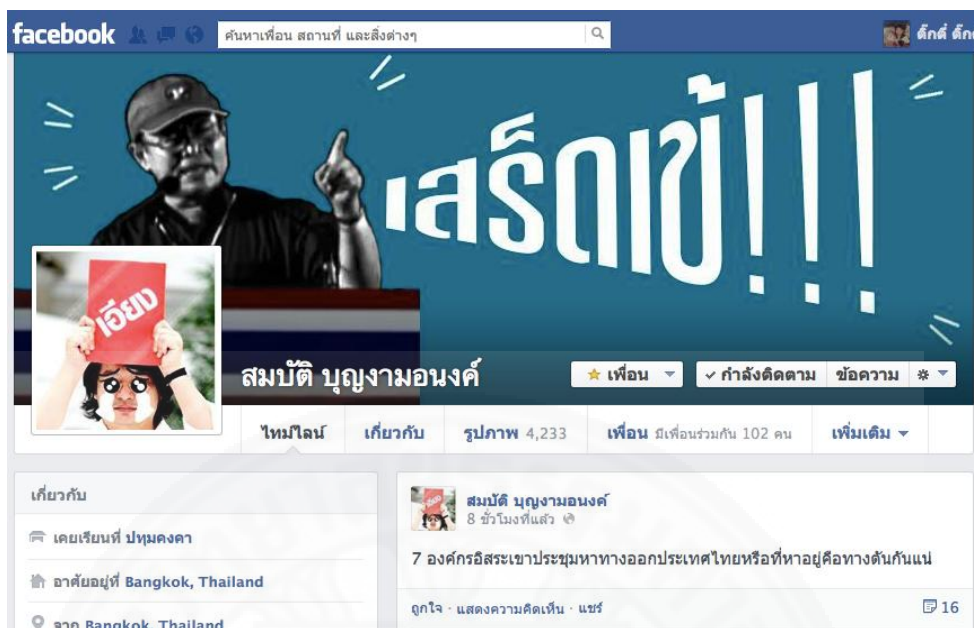 facebook
ค้นหาเพื่อน สถานที่ และสิ่งต่างๆ
ติ๊กตี่ ติ๊ก
เสร็ดเข้!!!
เอียง
สมบัติ บุญงามอนงค์
เพื่อน
กำลังติดตาม
ข้อความ
ไทม์ไลน์
เกี่ยวกับ
รูปภาพ 4,233
เพื่อน มีเพื่อนร่วมกัน 102 คน
เพิ่มเติม
เกี่ยวกับ
เคยเรียนที่ ปทุมคงคา
อาศัยอยู่ที่ Bangkok, Thailand
จาก Bangkok, Thailand
สมบัติ บุญงามอนงค์
8 ชั่วโมงที่แล้ว
7 องค์กรอิสระเขาประชุมหาทางออกประเทศไทยหรือที่หาอยู่คือทางตันกันแน่
ถูกใจ · แสดงความคิดเห็น · แชร์
16